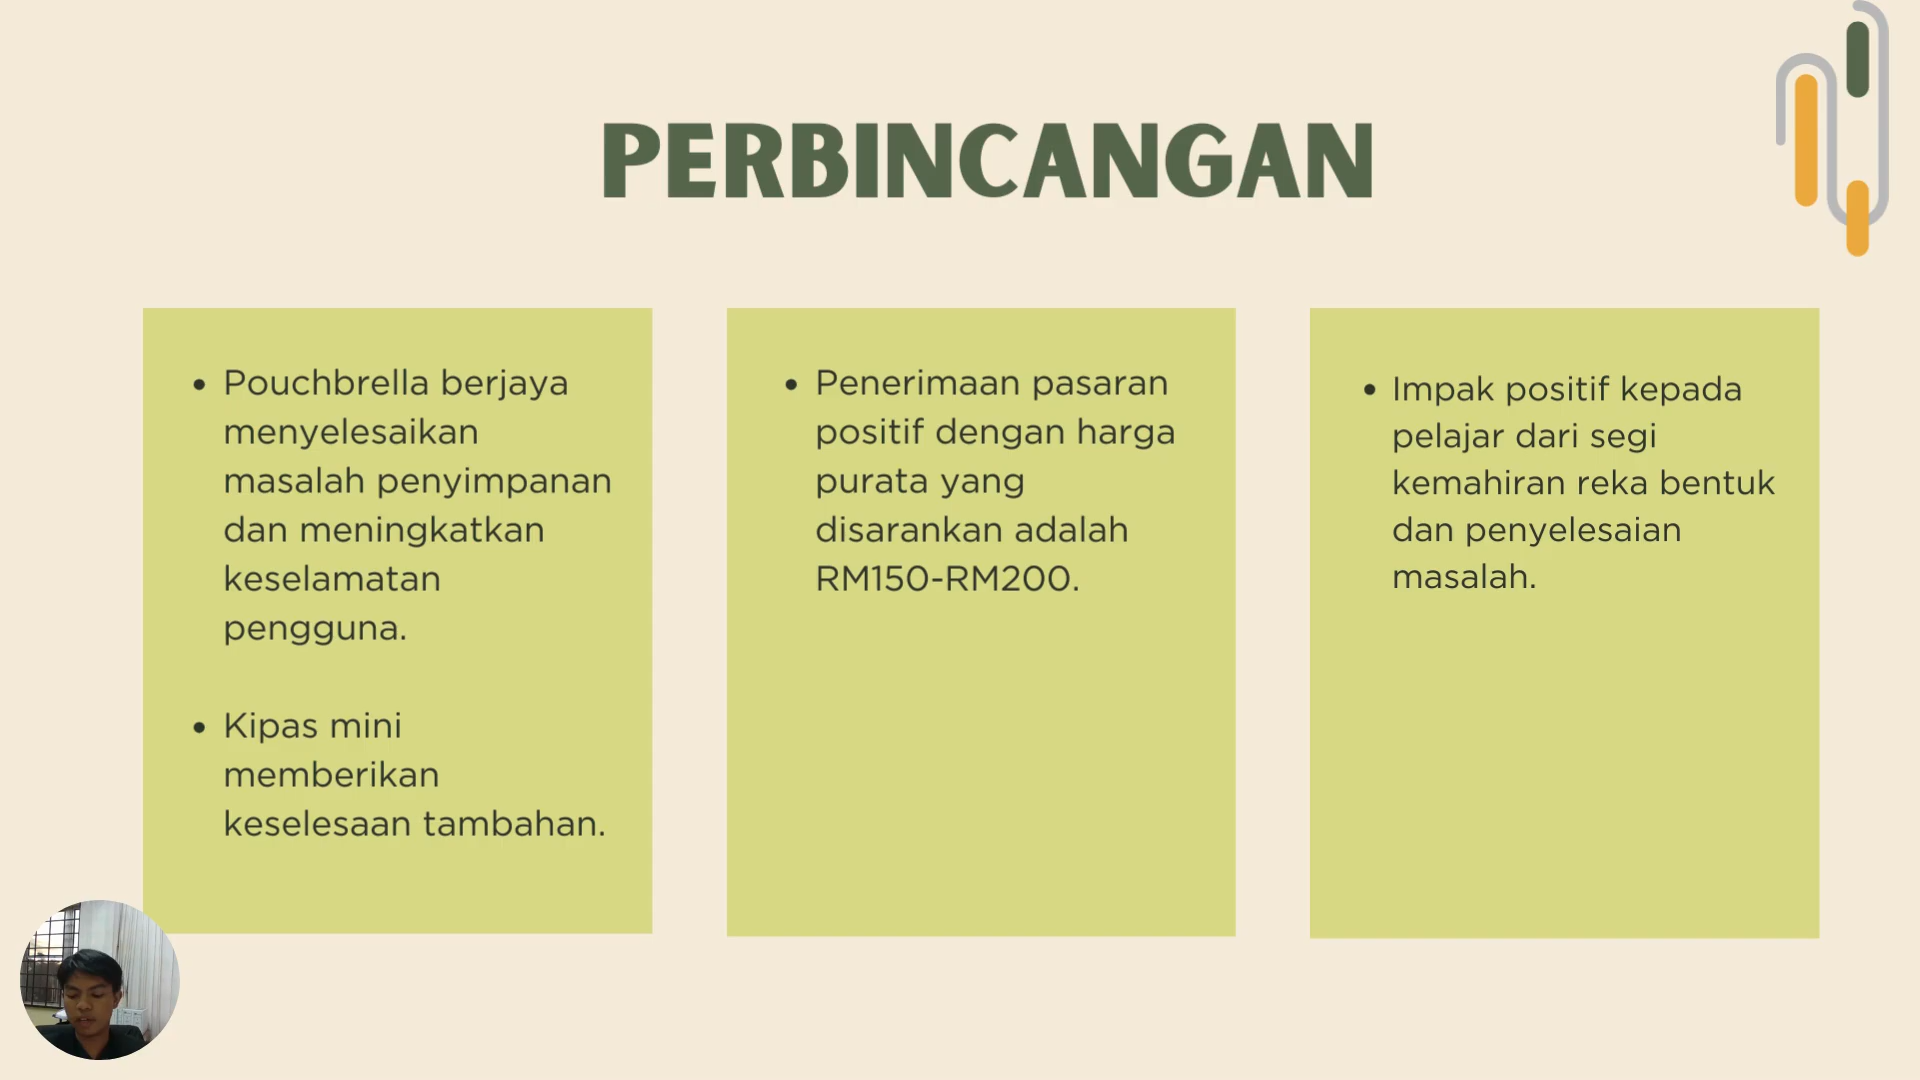 PERBINCANGAN
Pouchbrella berjaya
menyelesaikan
masalah penyimpanan
dan meningkatkan
keselamatan
pengguna.
Kipas mini
memberikan
keselesaan tambahan.
Penerimaan pasaran
positif dengan harga
purata yang
disarankan adalah
RM150-RM200.
Impak positif kepada
pelajar dari segi
kemahiran reka bentuk
dan penyelesaian
masalah.